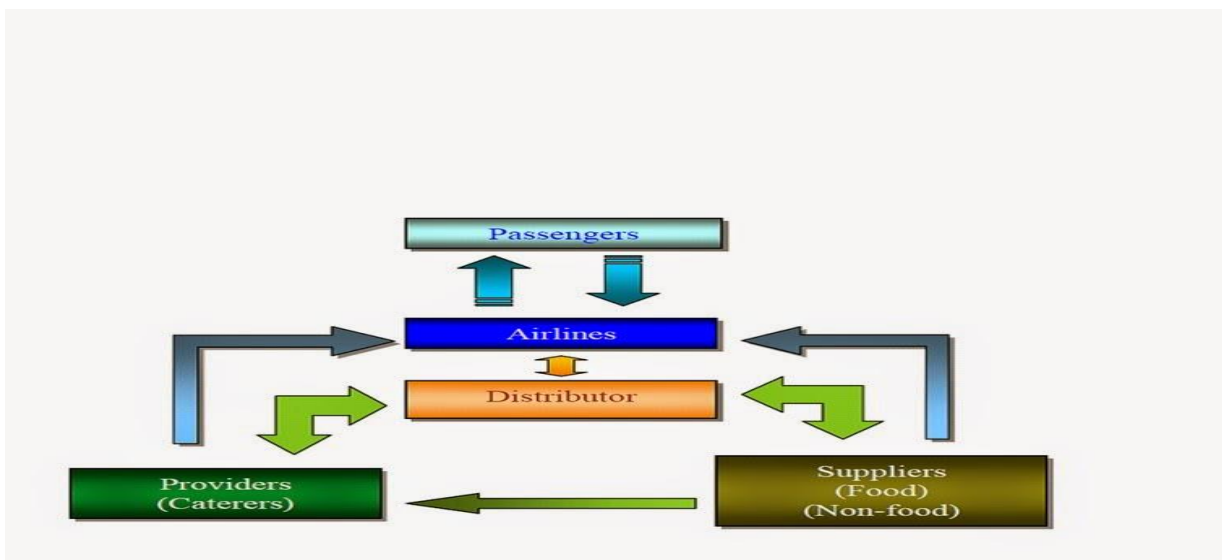 Passengers
Airlines
Distributor
Providers
(Caterers)
Suppliers
(Food)
(Non-food)